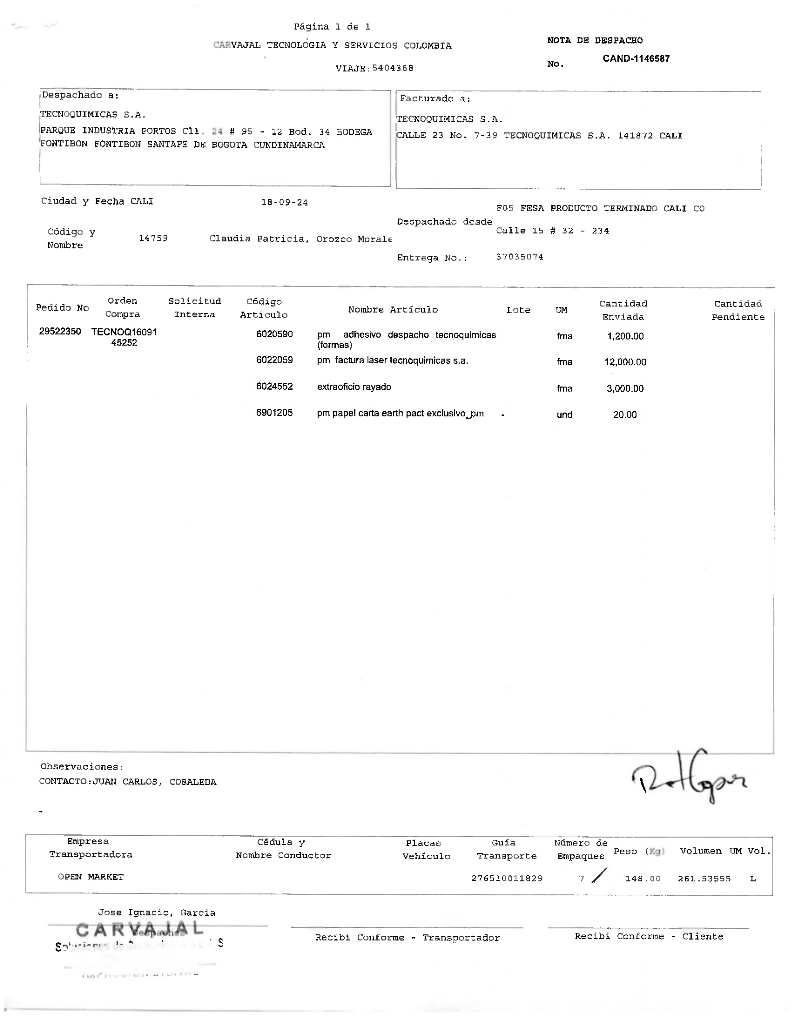 Página 1 de 1
CARVAJAL TECNOLOGIA Y SERVICIOS COLOMBIA
NOTA DE DESPACHO
VIAJE:5404368
No. CAND-1146587
Despachado a:
TECNOQUIMICAS S.A.
PARQUE INDUSTRIA PORTOS Cll. 24 # 95 - 12 Bod. 34 BODEGA
FONTIBON FONTIBON SANTAFE DE BOGOTA CUNDINAMARCA
Facturado a:
TECNOQUIMICAS S.A.
CALLE 23 No. 7-39 TECNOQUIMICAS S.A. 141872 CALI
Ciudad y Fecha CALI 18-09-24
Código y Nombre 14759 Claudia Patricia, Orozco Morale
Despachado desde F05 FESA PRODUCTO TERMINADO CALI CO
Calle 15 # 32 - 234
Entrega No.: 37035074
Pedido No Orden Compra Solicitud Interna Código Articulo Nombre Artículo Lote UM Cantidad Enviada Cantidad Pendiente
29522350 TECNOQ16091 45252 6020590 pm adhesivo despacho tecnoquimicas (formas) fma 1,200.00
6022059 pm factura laser tecnoquimicas s.a. fma 12,000.00
6024552 extraoficio rayado fma 3,000.00
6901205 pm papel carta earth pact exclusivo_pm - und 20.00
Observaciones:
CONTACTO:JUAN CARLOS, COBALEDA
-
Empresa Transportadora Cédula y Nombre Conductor Placas Vehículo Guía Transporte Número de Empaques Peso (Kg) Volumen UM Vol.
OPEN MARKET 276510011829 7 / 148.00 261.53555 L
Jose Ignacio, Garcia
CARVAJAL
Despachos
Recibí Conforme - Transportador
Recibí Conforme - Cliente